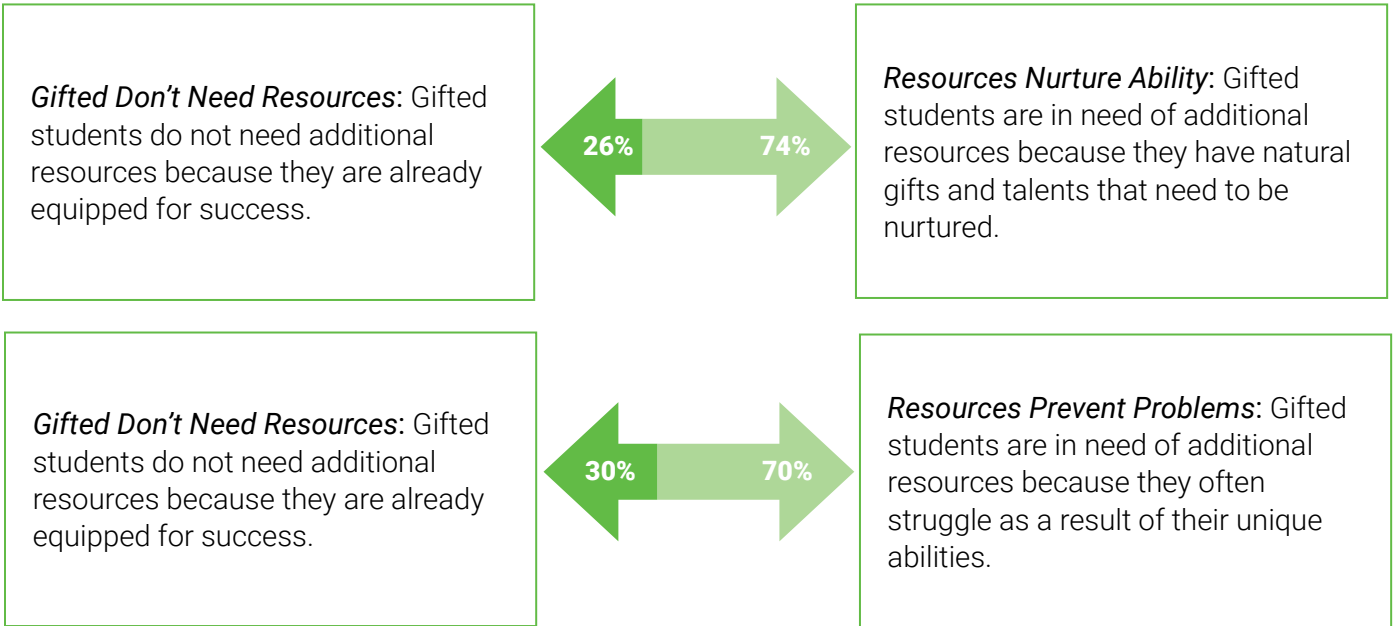 Gifted Don’t Need Resources: Gifted
students do not need additional
resources because they are already
equipped for success.
26%
74%
Resources Nurture Ability: Gifted
students are in need of additional
resources because they have natural
gifts and talents that need to be
nurtured.
Gifted Don’t Need Resources: Gifted
students do not need additional
resources because they are already
equipped for success.
30%
70%
Resources Prevent Problems: Gifted
students are in need of additional
resources because they often
struggle as a result of their unique
abilities.